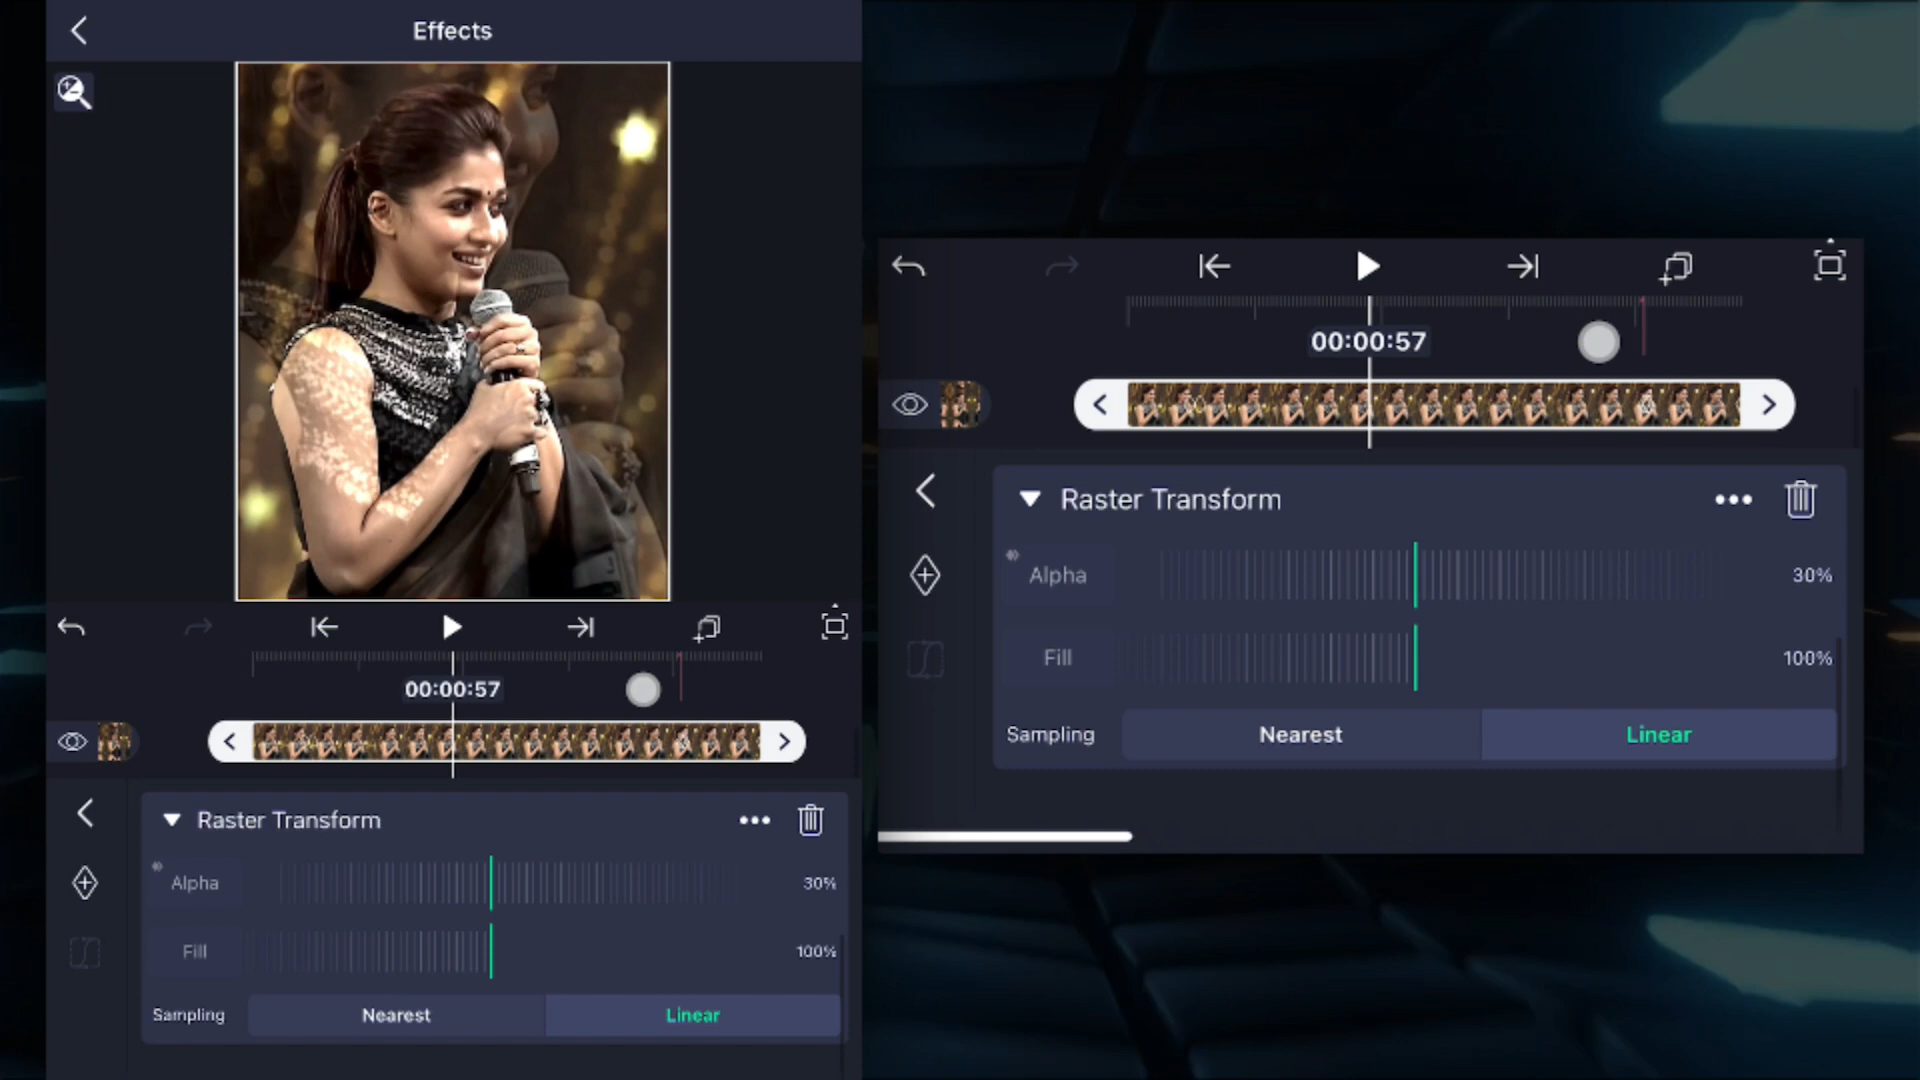 Effects
00:00:57
Raster Transform
Alpha
30%
Fill
100%
Sampling
Nearest
Linear
00:00:57
Raster Transform
Alpha
30%
Fill
100%
Sampling
Nearest
Linear